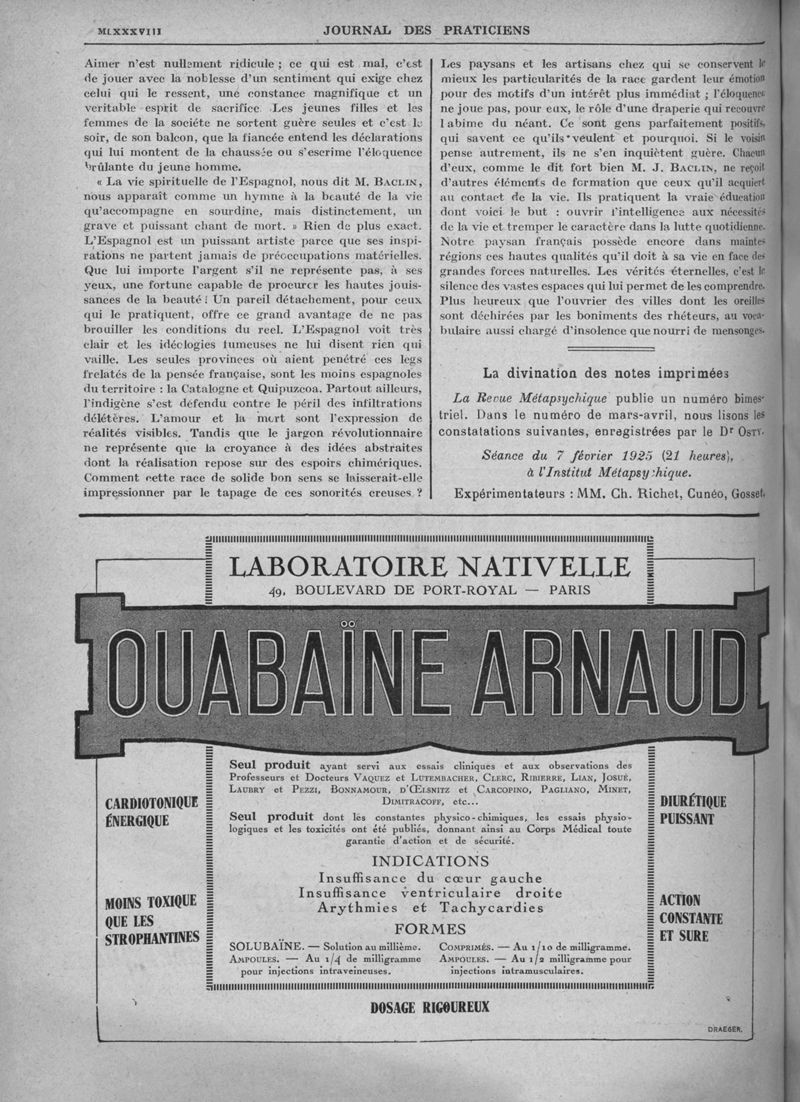 MLXXXVIII
JOURNAL DES PRATICIENS
Aimer n'est nullement ridicule ; ce qui est mal, c'est
de jouer avec la noblesse d'un sentiment qui exige chez
celui qui le ressent, une constance magnifique et un
veritable esprit de sacrifice. Les jeunes filles et les
femmes de la sociéte ne sortent guère seules et c'est le
soir, de son balcon, que la fiancée entend les déclarations
qui lui montent de la chaussée ou s'escrime l'éloquence
brûlante du jeune homme.
« La vie spirituelle de l'Espagnol, nous dit M. BACLIN,
nous apparaît comme un hymne à la beauté de la vie
qu'accompagne en sourdine, mais distinctement, un
grave et puissant chant de mort. » Rien de plus exact.
L'Espagnol est un puissant artiste parce que ses inspi-
rations ne partent jamais de préoccupations matérielles.
Que lui importe l'argent s'il ne représente pas, à ses
yeux, une fortune capable de procurer les hautes jouis-
sances de la beauté ! Un pareil détachement, pour ceux
qui le pratiquent, offre ce grand avantage de ne pas
brouiller les conditions du reel. L'Espagnol voit très
clair et les idéologies fumeuses ne lui disent rien qui
vaille. Les seules provinces où aient penétré ces legs
frelatés de la pensée française, sont les moins espagnoles
du territoire : la Catalogne et Quipuzcoa. Partout ailleurs,
l'indigène s'est défendu contre le péril des infiltrations
délétères. L'amour et la mort sont l'expression de
réalités visibles. Tandis que le jargon révolutionnaire
ne représente que la croyance à des idées abstraites
dont la réalisation repose sur des espoirs chimériques.
Comment cette race de solide bon sens se laisserait-elle
impressionner par le tapage de ces sonorités creuses ?
Les paysans et les artisans chez qui se conservent le
mieux les particularités de la race gardent leur émotion
pour des motifs d'un intérêt plus immédiat ; l'éloquence
ne joue pas, pour eux, le rôle d'une draperie qui recouvre
l abime du néant. Ce sont gens parfaitement positifs,
qui savent ce qu'ils veulent et pourquoi. Si le voisin
pense autrement, ils ne s'en inquiètent guère. Chacun
d'eux, comme le dit fort bien M. J. BACLIN, ne reçoit
d'autres éléments de formation que ceux qu'il acquiert
au contact de la vie. Ils pratiquent la vraie éducation
dont voici le but : ouvrir l'intelligence aux nécessités
de la vie et tremper le caractère dans la lutte quotidienne.
Notre paysan français possède encore dans maintes
régions ces hautes qualités qu'il doit à sa vie en face des
grandes forces naturelles. Les vérités éternelles, c'est le
silence des vastes espaces qui lui permet de les comprendre.
Plus heureux que l'ouvrier des villes dont les oreilles
sont déchirées par les boniments des rhéteurs, au voca-
bulaire aussi chargé d'insolence que nourri de mensonges.
La divination des notes imprimées
La Revue Métapsychique publie un numéro bimes-
triel. Dans le numéro de mars-avril, nous lisons les
constatations suivantes, enregistrées par le Dr OSTY.
Séance du 7 février 1925 (21 heures),
à l'Institut Métapsychique.
Expérimentateurs : MM. Ch. Richet, Cunéo, Gosset,
LABORATOIRE NATIVELLE
49, BOULEVARD DE PORT-ROYAL — PARIS
OUABAÏNE ARNAUD
Seul produit ayant servi aux essais cliniques et aux observations des
Professeurs et Docteurs VAQUEZ et LUTEMBACHER, CLERC, RIBIERRE, LIAN, JOSUÉ,
LAUBRY et PEZZI, BONNAMOUR, D'ŒLSNITZ et CARCOPINO, PAGLIANO, MINET,
DIMITRACOFF, etc...
Seul produit dont les constantes physico-chimiques, les essais physio-
logiques et les toxicités ont été publiés, donnant ainsi au Corps Médical toute
garantie d'action et de sécurité.
INDICATIONS
Insuffisance du cœur gauche
Insuffisance ventriculaire droite
Arythmies et Tachycardies
FORMES
SOLUBAÏNE. — Solution au millième.
AMPOULES. — Au 1/4 de milligramme
pour injections intraveineuses.
COMPRIMÉS. — Au 1/10 de milligramme.
AMPOULES. — Au 1/2 milligramme pour
injections intramusculaires.
CARDIOTONIQUE
ÉNERGIQUE
MOINS TOXIQUE
QUE LES
STROPHANTINES
DIURÉTIQUE
PUISSANT
ACTION
CONSTANTE
ET SURE
DOSAGE RIGOUREUX
DRAEGER.